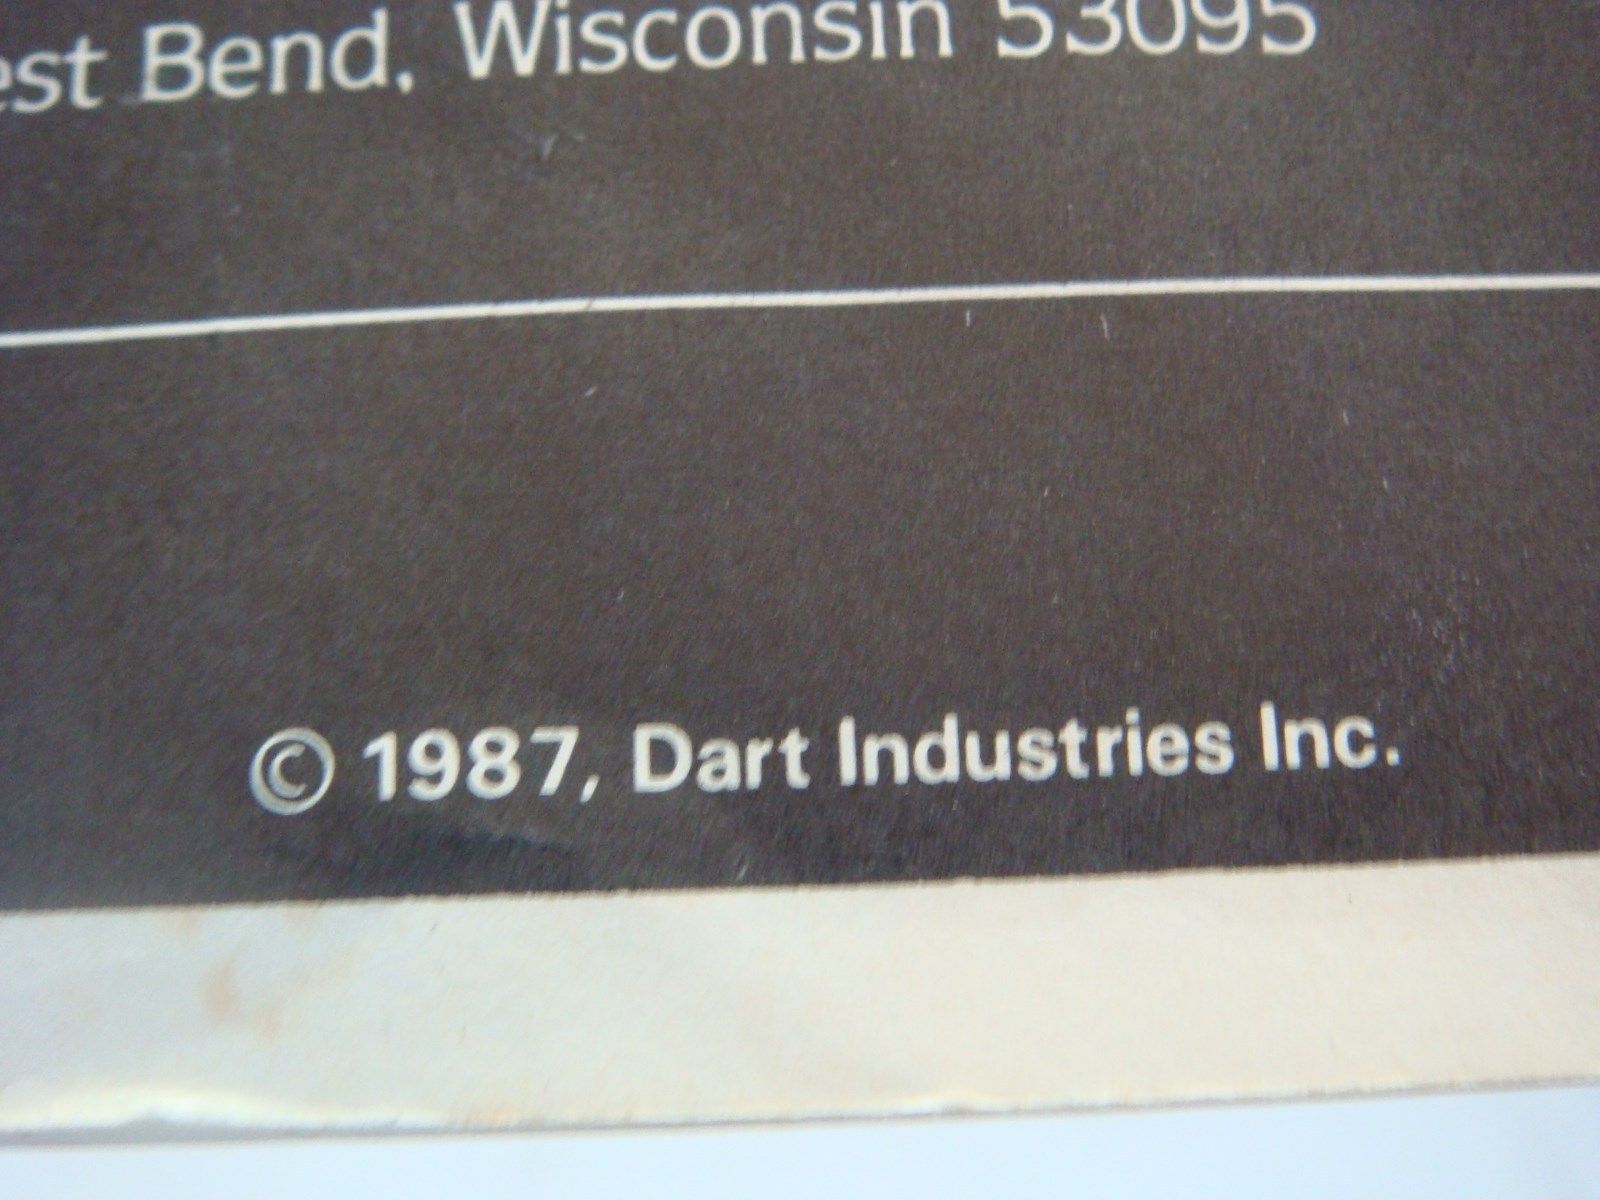 est Bend, Wisconsin 53095
© 1987, Dart Industries Inc.